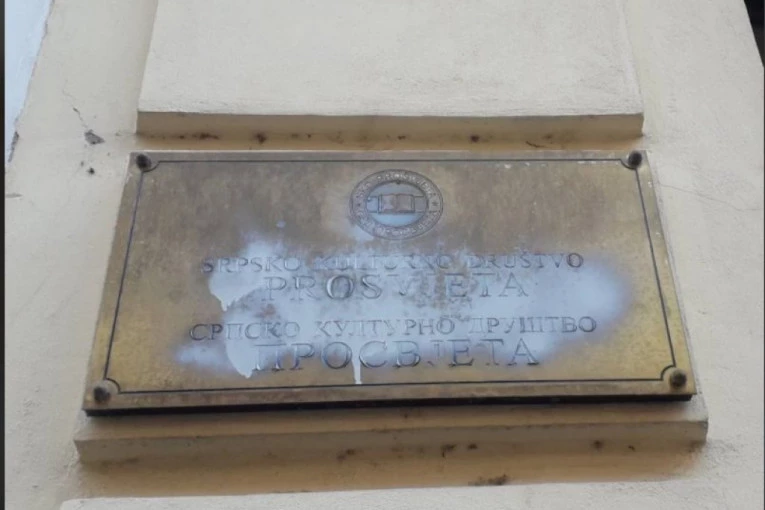 SRPSKO KULTURNO DRUŠTVO
PROSVJETA
СРПСКО КУЛТУРНО ДРУШТВО
ПРОСВЈЕТА